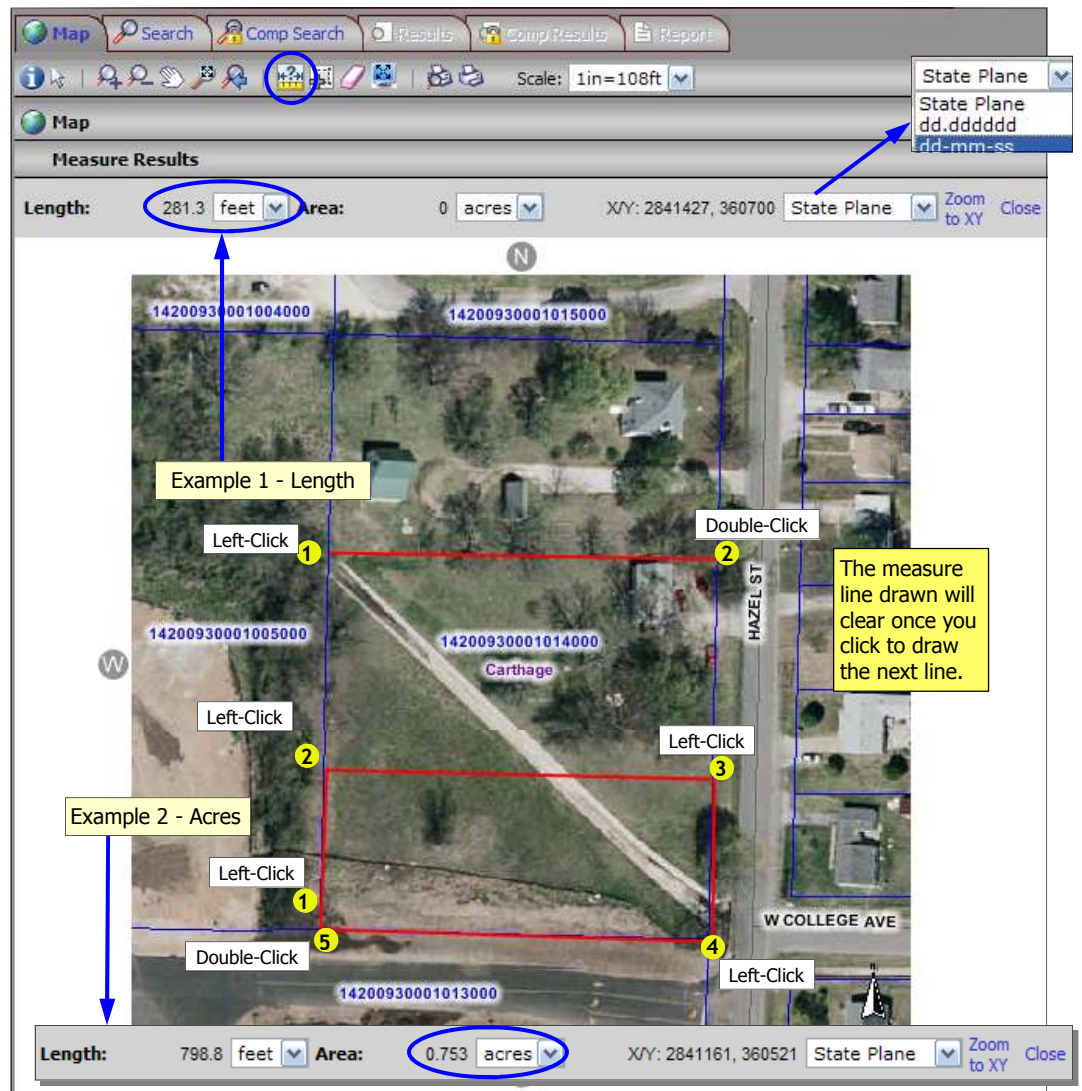 Map Search Comp Search Results Comp Results Report
Scale: 1in=108ft
State Plane
State Plane
dd.dddddd
dd-mm-ss
Map
Measure Results
Length: 281.3 feet Area: 0 acres X/Y: 2841427, 360700 State Plane Zoom to XY Close
N
14200930001004000
14200930001015000
Example 1 - Length
Left-Click
1
Double-Click
2
HAZEL ST
The measure
line drawn will
clear once you
click to draw
the next line.
14200930001005000
14200930001014000
Carthage
W
Left-Click
2
Left-Click
3
Example 2 - Acres
Left-Click
1
W COLLEGE AVE
5
4
Double-Click
Left-Click
N
14200930001013000
Length: 798.8 feet Area: 0.753 acres X/Y: 2841161, 360521 State Plane Zoom to XY Close